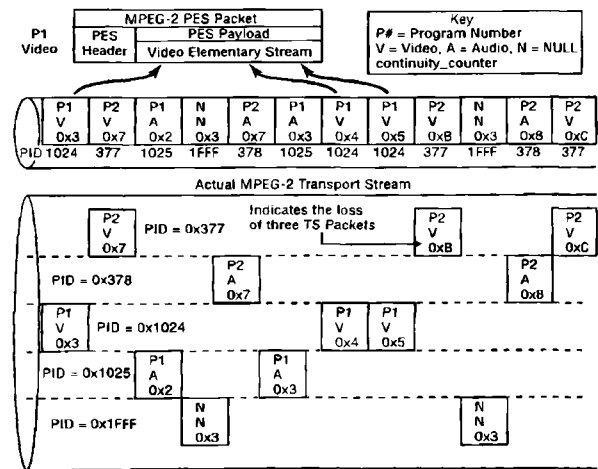 MPEG-2 PES Packet
P1 Video
PES Header
PES Payload
Video Elementary Stream
Key
P# = Program Number
V = Video, A = Audio, N = NULL
continuity_counter
P1 P2 P1 N P2 P1 P1 P1 P2 N P2 P2
V V A N A A V V V N A V
0x3 0x7 0x2 0x3 0x7 0x3 0x4 0x5 0xB 0x3 0x8 0xC
PID 1024 377 1025 1FFF 378 1025 1024 1024 377 1FFF 378 377
Actual MPEG-2 Transport Stream
P2 V 0x7
PID = 0x377
Indicates the loss of three TS Packets
P2 V 0xB
P2 V 0xC
PID = 0x378
P2 A 0x7
P2 A 0x8
P1 V 0x3
PID = 0x1024
P1 V 0x4
P1 V 0x5
PID = 0x1025
P1 A 0x2
P1 A 0x3
PID = 0x1FFF
N N 0x3
N N 0x3